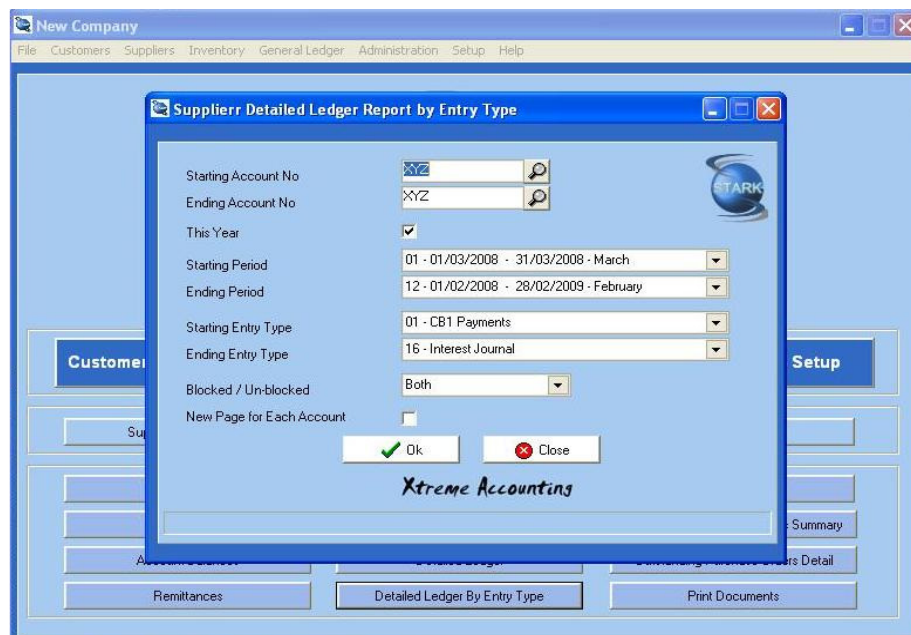 New Company
File Customers Suppliers Inventory General Ledger Administration Setup Help
Supplierr Detailed Ledger Report by Entry Type
Starting Account No XYZ
STARK
Ending Account No XYZ
This Year
Starting Period 01 - 01/03/2008 - 31/03/2008 - March
Ending Period 12 - 01/02/2008 - 28/02/2009 - February
Starting Entry Type 01 - CB1 Payments
Ending Entry Type 16 - Interest Journal
Customer Setup
Blocked / Un-blocked Both
New Page for Each Account
Ok Close
Xtreme Accounting
Summary
Remittances Detailed Ledger By Entry Type Print Documents